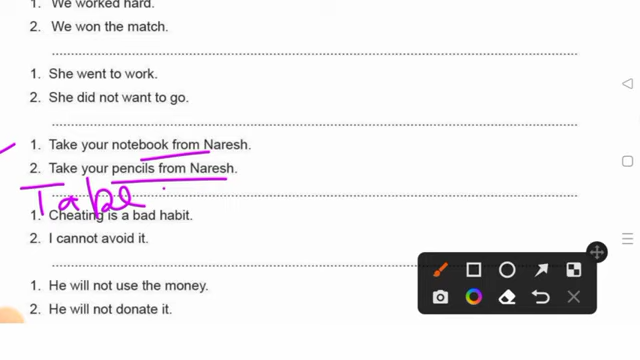 1. We worked hard.
2. We won the match.
1. She went to work.
2. She did not want to go.
1. Take your notebook from Naresh.
2. Take your pencils from Naresh.
Take
1. Cheating is a bad habit.
2. I cannot avoid it.
1. He will not use the money.
2. He will not donate it.